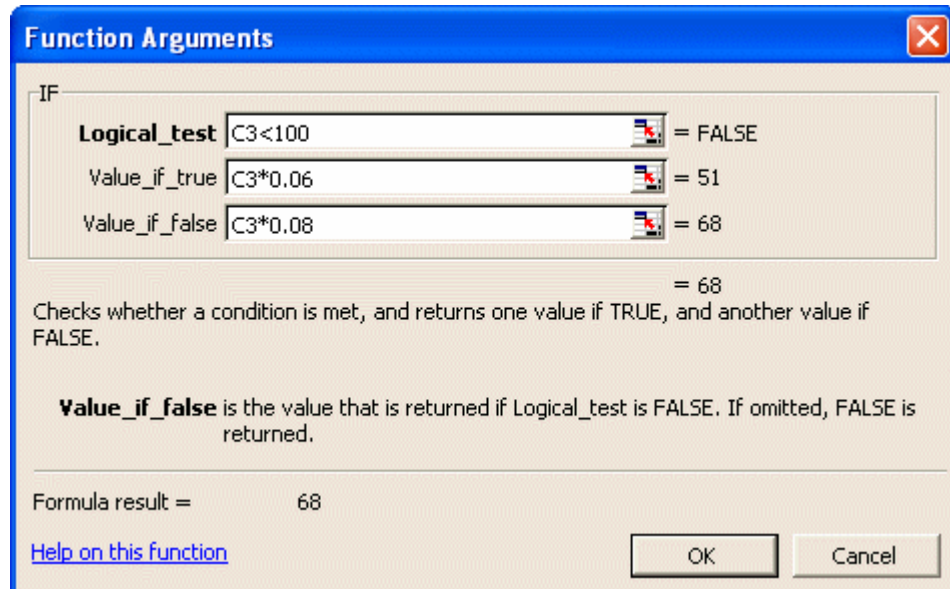 Function Arguments
IF
Logical_test C3<100 = FALSE
Value_if_true C3*0.06 = 51
Value_if_false C3*0.08 = 68
= 68
Checks whether a condition is met, and returns one value if TRUE, and another value if
FALSE.
Value_if_false is the value that is returned if Logical_test is FALSE. If omitted, FALSE is
returned.
Formula result = 68
Help on this function OK Cancel